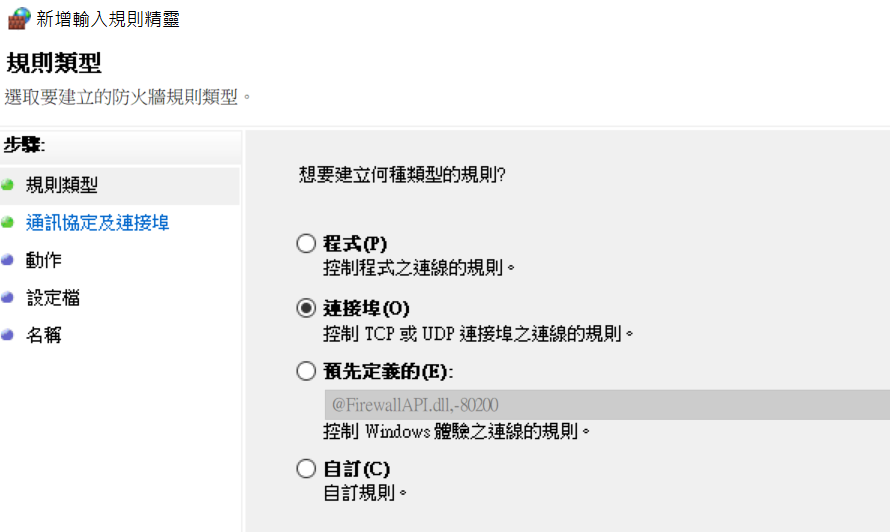 新增輸入規則精靈
規則類型
選取要建立的防火牆規則類型。
步驟:
規則類型
通訊協定及連接埠
動作
設定檔
名稱
想要建立何種類型的規則?
程式(P)
控制程式之連線的規則。
連接埠(O)
控制 TCP 或 UDP 連接埠之連線的規則。
預先定義的(E):
@FirewallAPI.dll,-80200
控制 Windows 體驗之連線的規則。
自訂(C)
自訂規則。